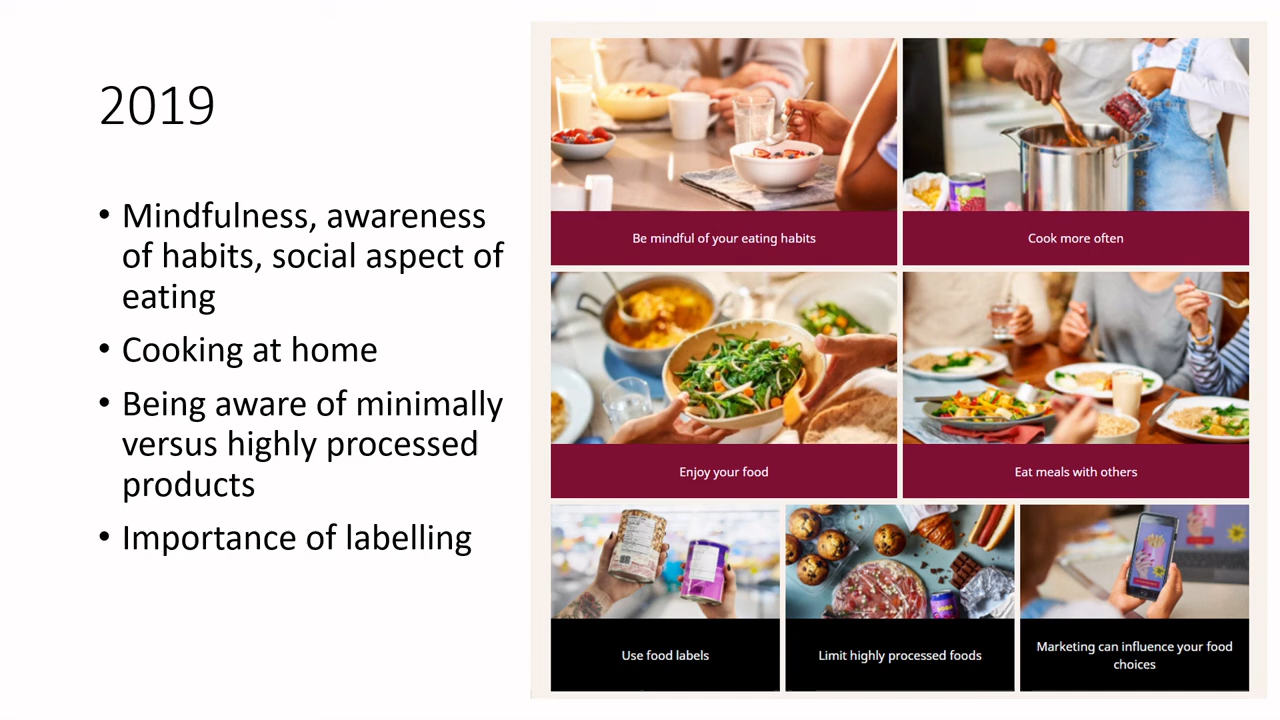 2019
• Mindfulness, awareness
of habits, social aspect of
eating
• Cooking at home
• Being aware of minimally
versus highly processed
products
• Importance of labelling
Be mindful of your eating habits
Cook more often
Enjoy your food
Eat meals with others
Use food labels
Limit highly processed foods
Marketing can influence your food
choices